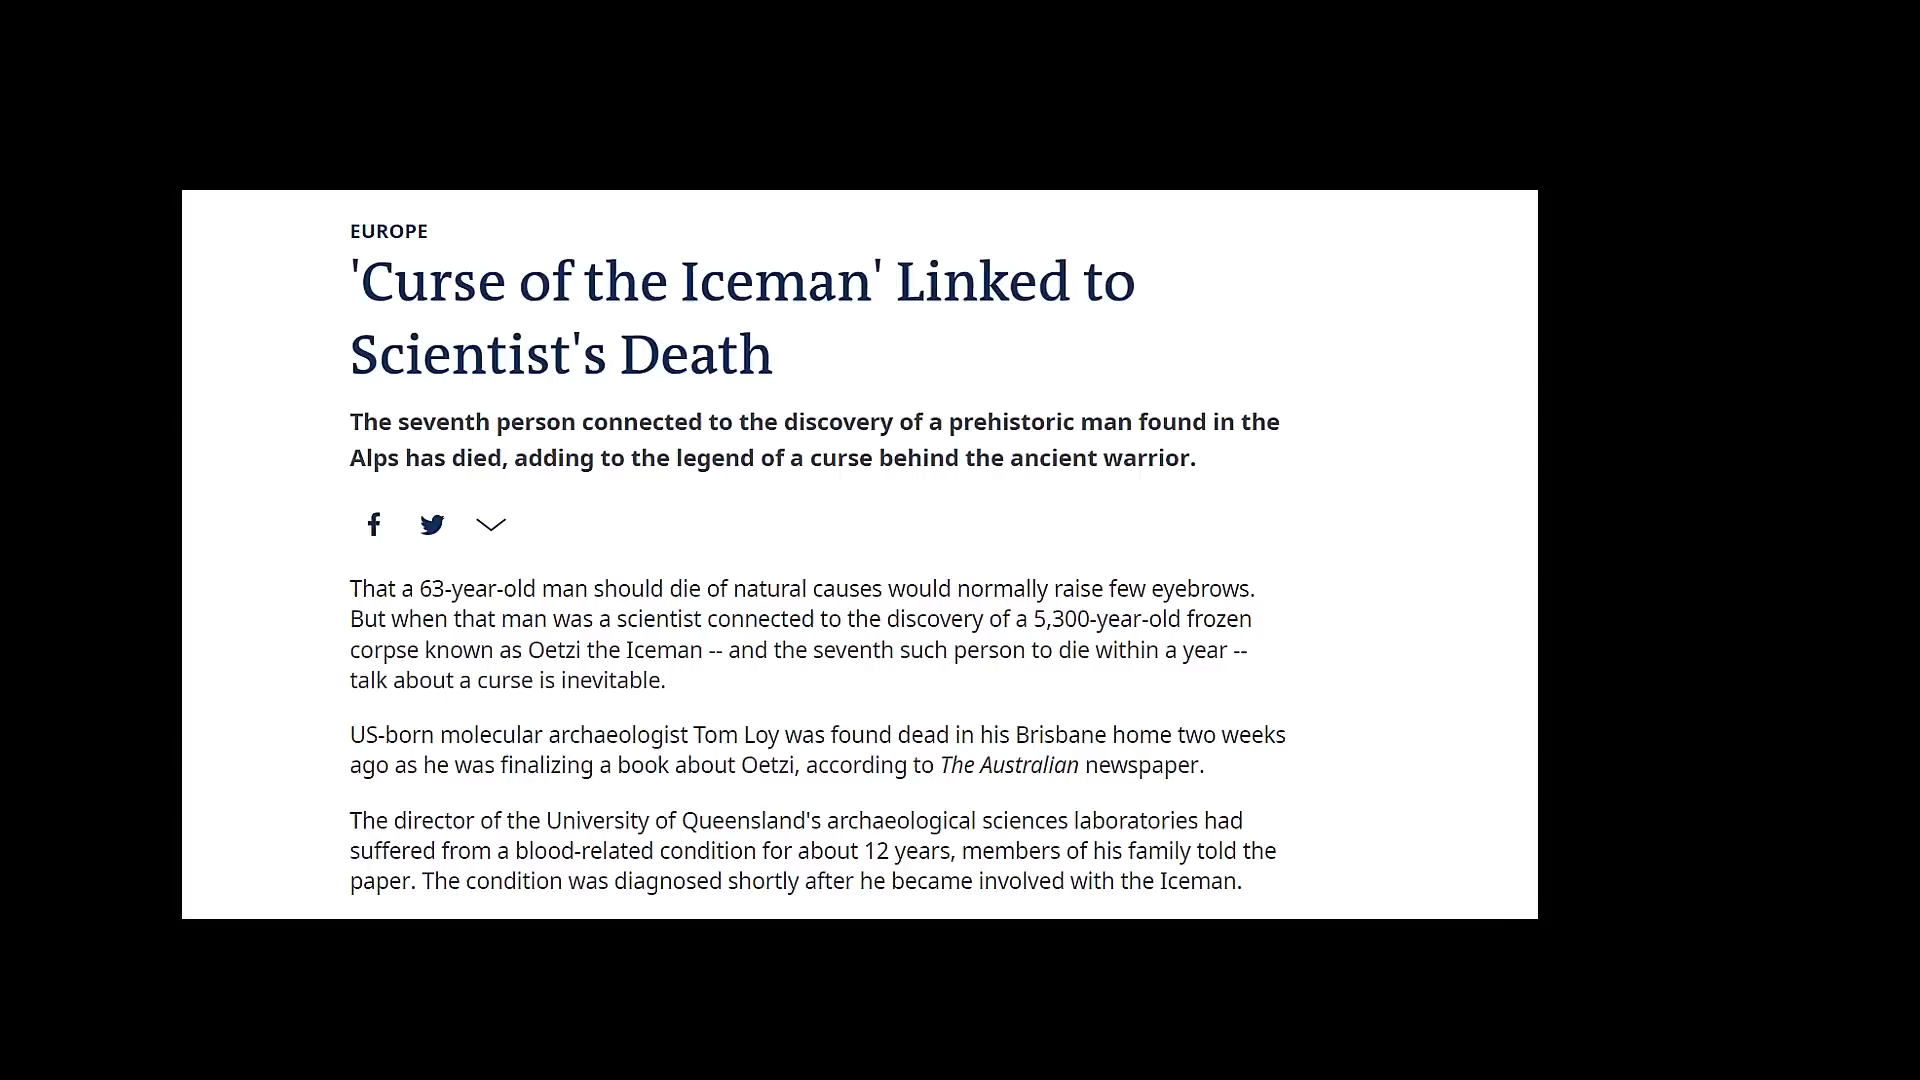 EUROPE
'Curse of the Iceman' Linked to
Scientist's Death
The seventh person connected to the discovery of a prehistoric man found in the
Alps has died, adding to the legend of a curse behind the ancient warrior.
That a 63-year-old man should die of natural causes would normally raise few eyebrows.
But when that man was a scientist connected to the discovery of a 5,300-year-old frozen
corpse known as Oetzi the Iceman -- and the seventh such person to die within a year --
talk about a curse is inevitable.
US-born molecular archaeologist Tom Loy was found dead in his Brisbane home two weeks
ago as he was finalizing a book about Oetzi, according to The Australian newspaper.
The director of the University of Queensland's archaeological sciences laboratories had
suffered from a blood-related condition for about 12 years, members of his family told the
paper. The condition was diagnosed shortly after he became involved with the Iceman.